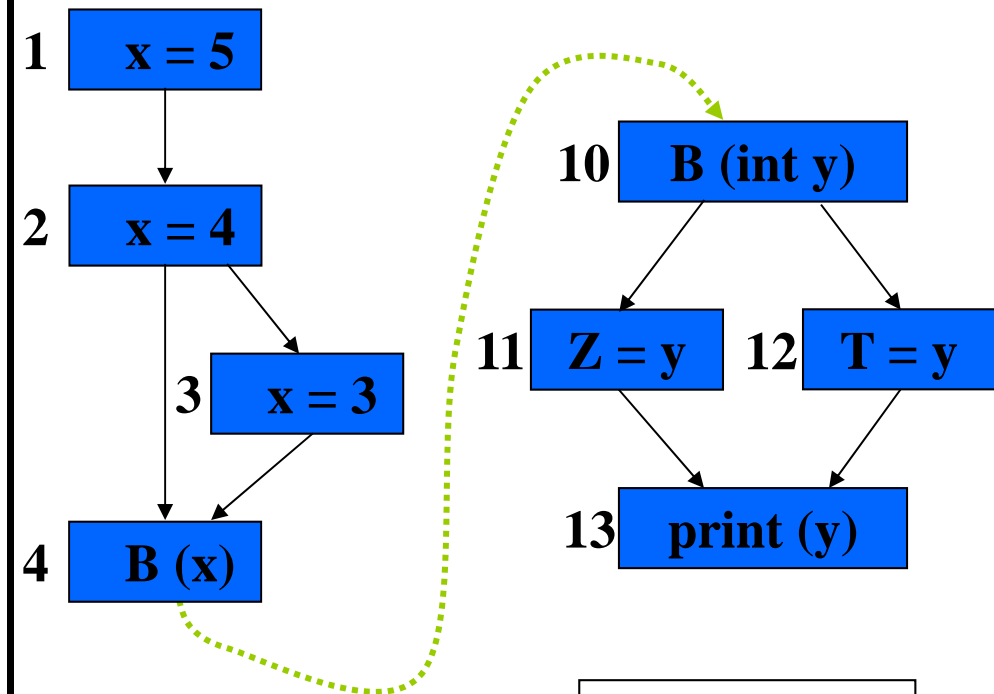 1 x = 5
2 x = 4
3 x = 3
4 B (x)
10 B (int y)
11 Z = y
12 T = y
13 print (y)